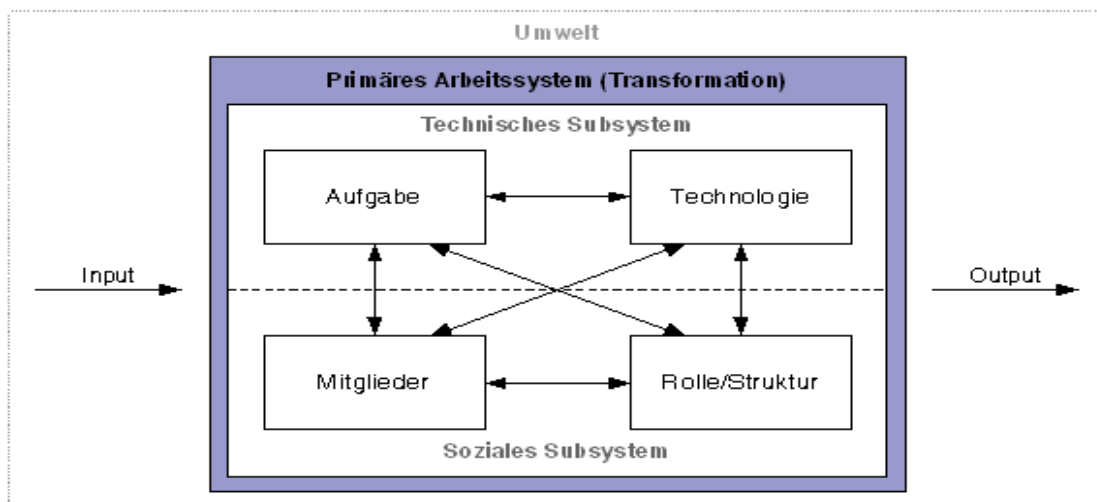 Umwelt
Primäres Arbeitssystem (Transformation)
Technisches Subsystem
Aufgabe
Technologie
Input
Output
Mitglieder
Rolle/Struktur
Soziales Subsystem